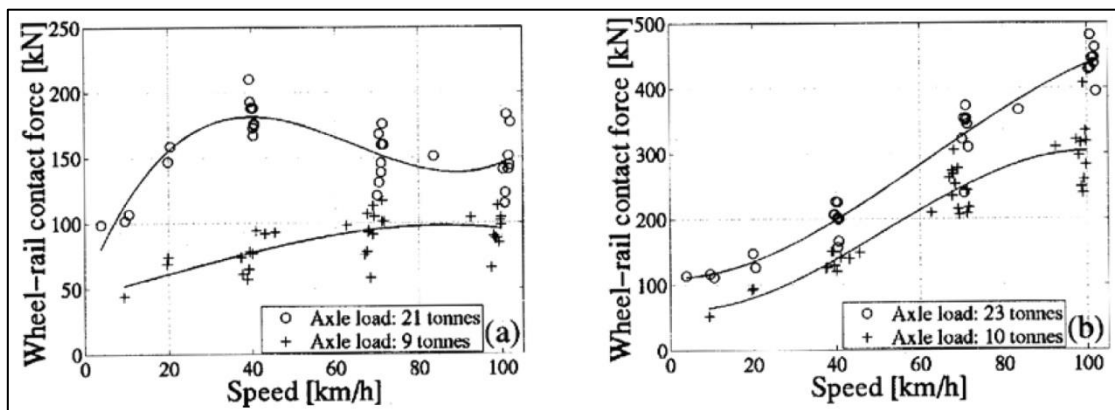 250
200
150
100
50
0
0 20 40 60 80 100
Wheel-rail contact force [kN]
Speed [km/h]
Axle load: 21 tonnes
Axle load: 9 tonnes
(a)
500
400
300
200
100
0
0 20 40 60 80 100
Wheel-rail contact force [kN]
Speed [km/h]
Axle load: 23 tonnes
Axle load: 10 tonnes
(b)